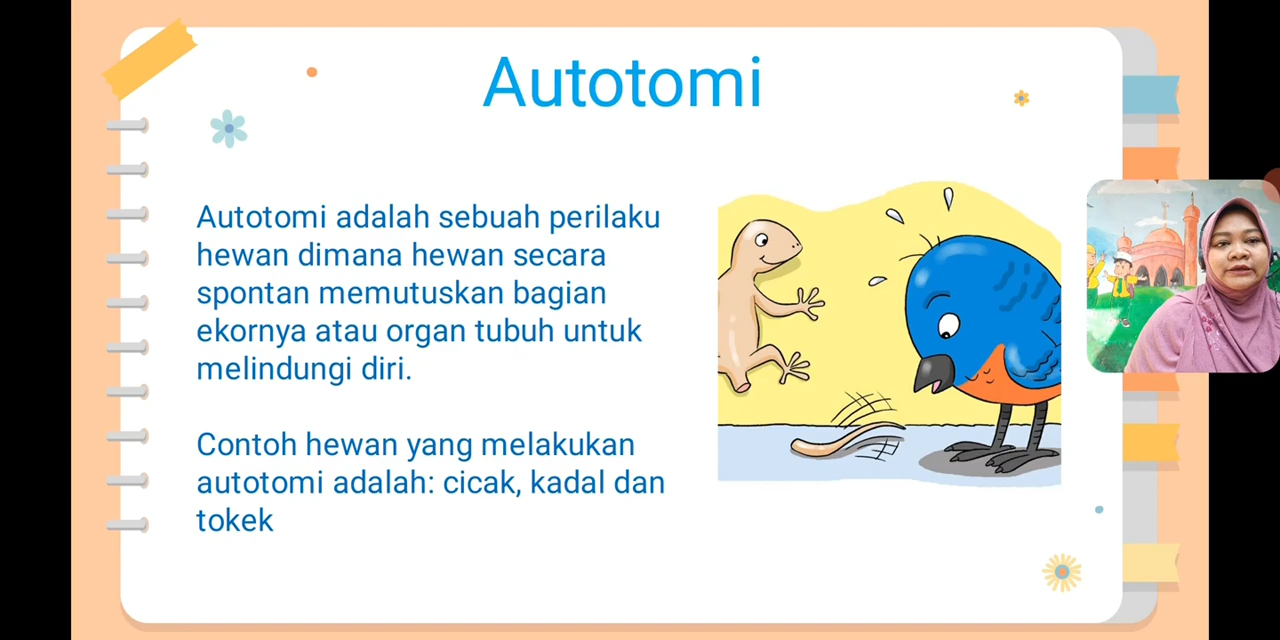 Autotomi
Autotomi adalah sebuah perilaku
hewan dimana hewan secara
spontan memutuskan bagian
ekornya atau organ tubuh untuk
melindungi diri.
Contoh hewan yang melakukan
autotomi adalah: cicak, kadal dan
tokek